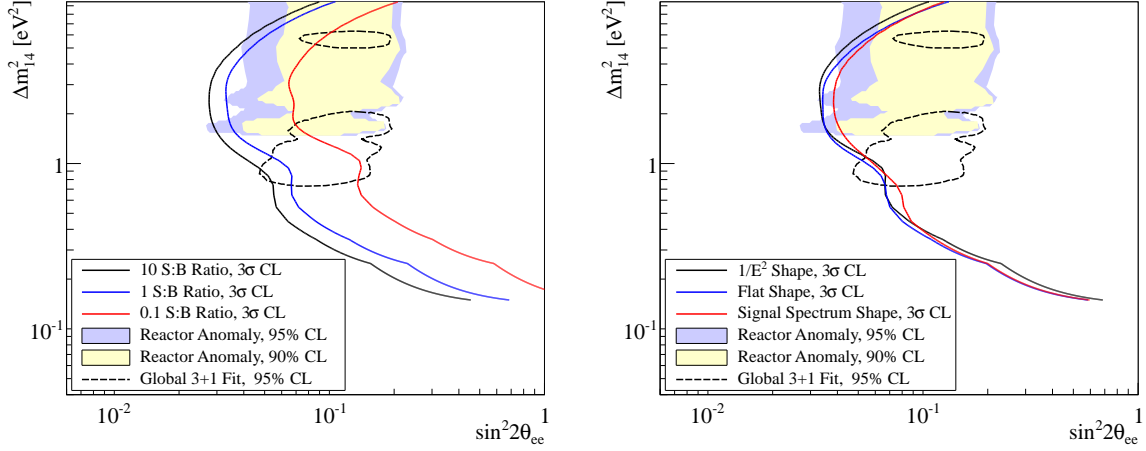 Δm²₁₄ [eV²]
1
10⁻¹
10⁻²
10⁻¹
1
sin²2θₑₑ
10 S:B Ratio, 3σ CL
1 S:B Ratio, 3σ CL
0.1 S:B Ratio, 3σ CL
Reactor Anomaly, 95% CL
Reactor Anomaly, 90% CL
Global 3+1 Fit, 95% CL
Δm²₁₄ [eV²]
1
10⁻¹
10⁻²
10⁻¹
1
sin²2θₑₑ
1/E² Shape, 3σ CL
Flat Shape, 3σ CL
Signal Spectrum Shape, 3σ CL
Reactor Anomaly, 95% CL
Reactor Anomaly, 90% CL
Global 3+1 Fit, 95% CL